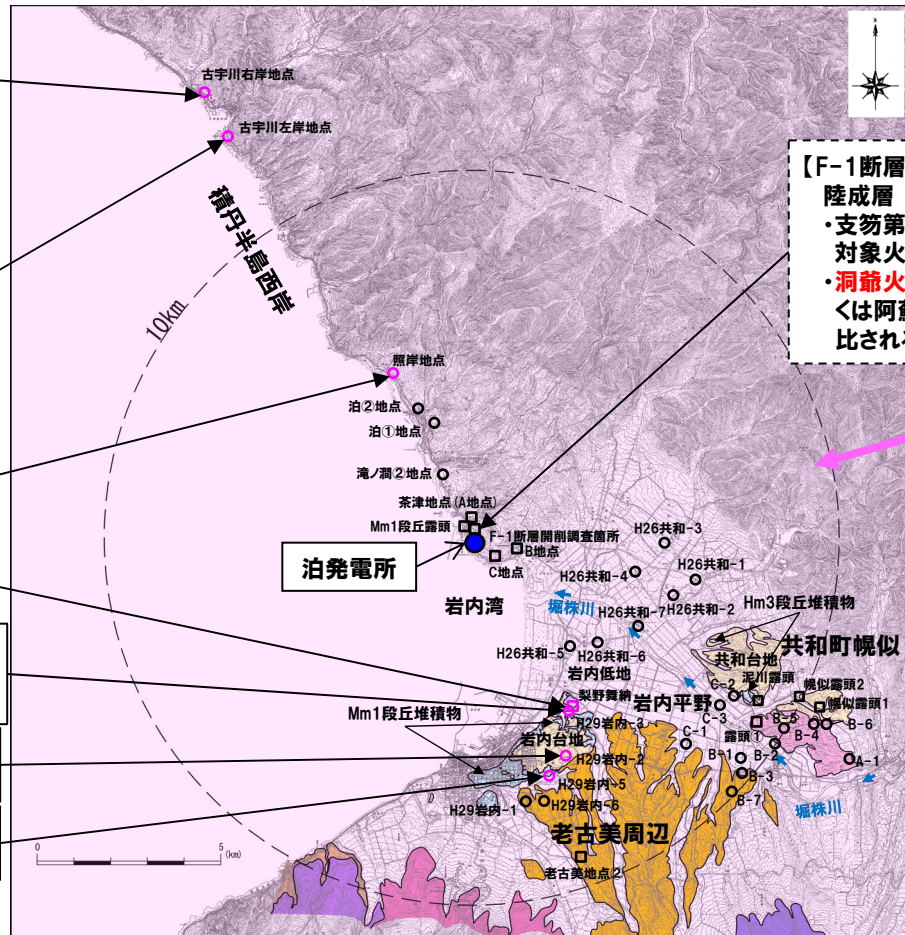 N
古宇川右岸地点
古宇川左岸地点
積丹半島西岸
10km
【F-1断層
陸成層
・支笏第
対象火
・洞爺火
くは阿蘇
比され
照岸地点
泊②地点
泊①地点
滝ノ澗②地点
茶津地点(A地点)
Mm1段丘露頭
F-1断層開削調査箇所
B地点
C地点
泊発電所
岩内湾
堀株川
H26共和-3
H26共和-1
H26共和-4
H26共和-2
H26共和-7
H26共和-5
H26共和-6
Hm3段丘堆積物
共和町幌似
共和台地
岩内低地
泥川露頭
幌似露頭2
幌似露頭1
C-2
C-3
C-1
岩内平野
梨野舞納
Mm1段丘堆積物
H29岩内-3
岩内台地
H29岩内-2
H29岩内-5
H29岩内-1
H29岩内-6
露頭①
B-5
B-4
B-6
B-2
B-1
B-3
B-7
A-1
堀株川
老古美周辺
老古美地点2
0
5
(km)